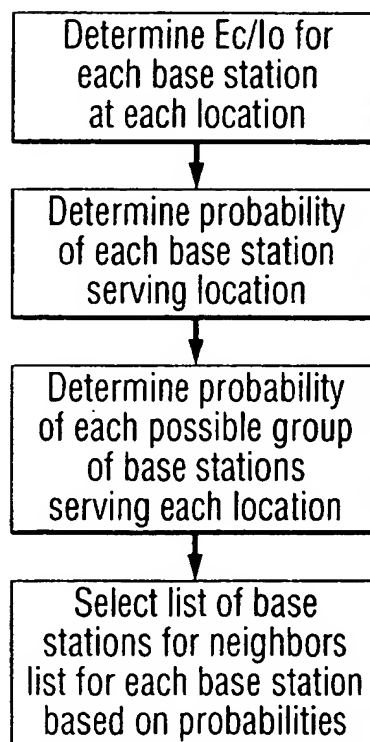 Determine Ec/Io for
each base station
at each location
Determine probability
of each base station
serving location
Determine probability
of each possible group
of base stations
serving each location
Select list of base
stations for neighbors
list for each base station
based on probabilities